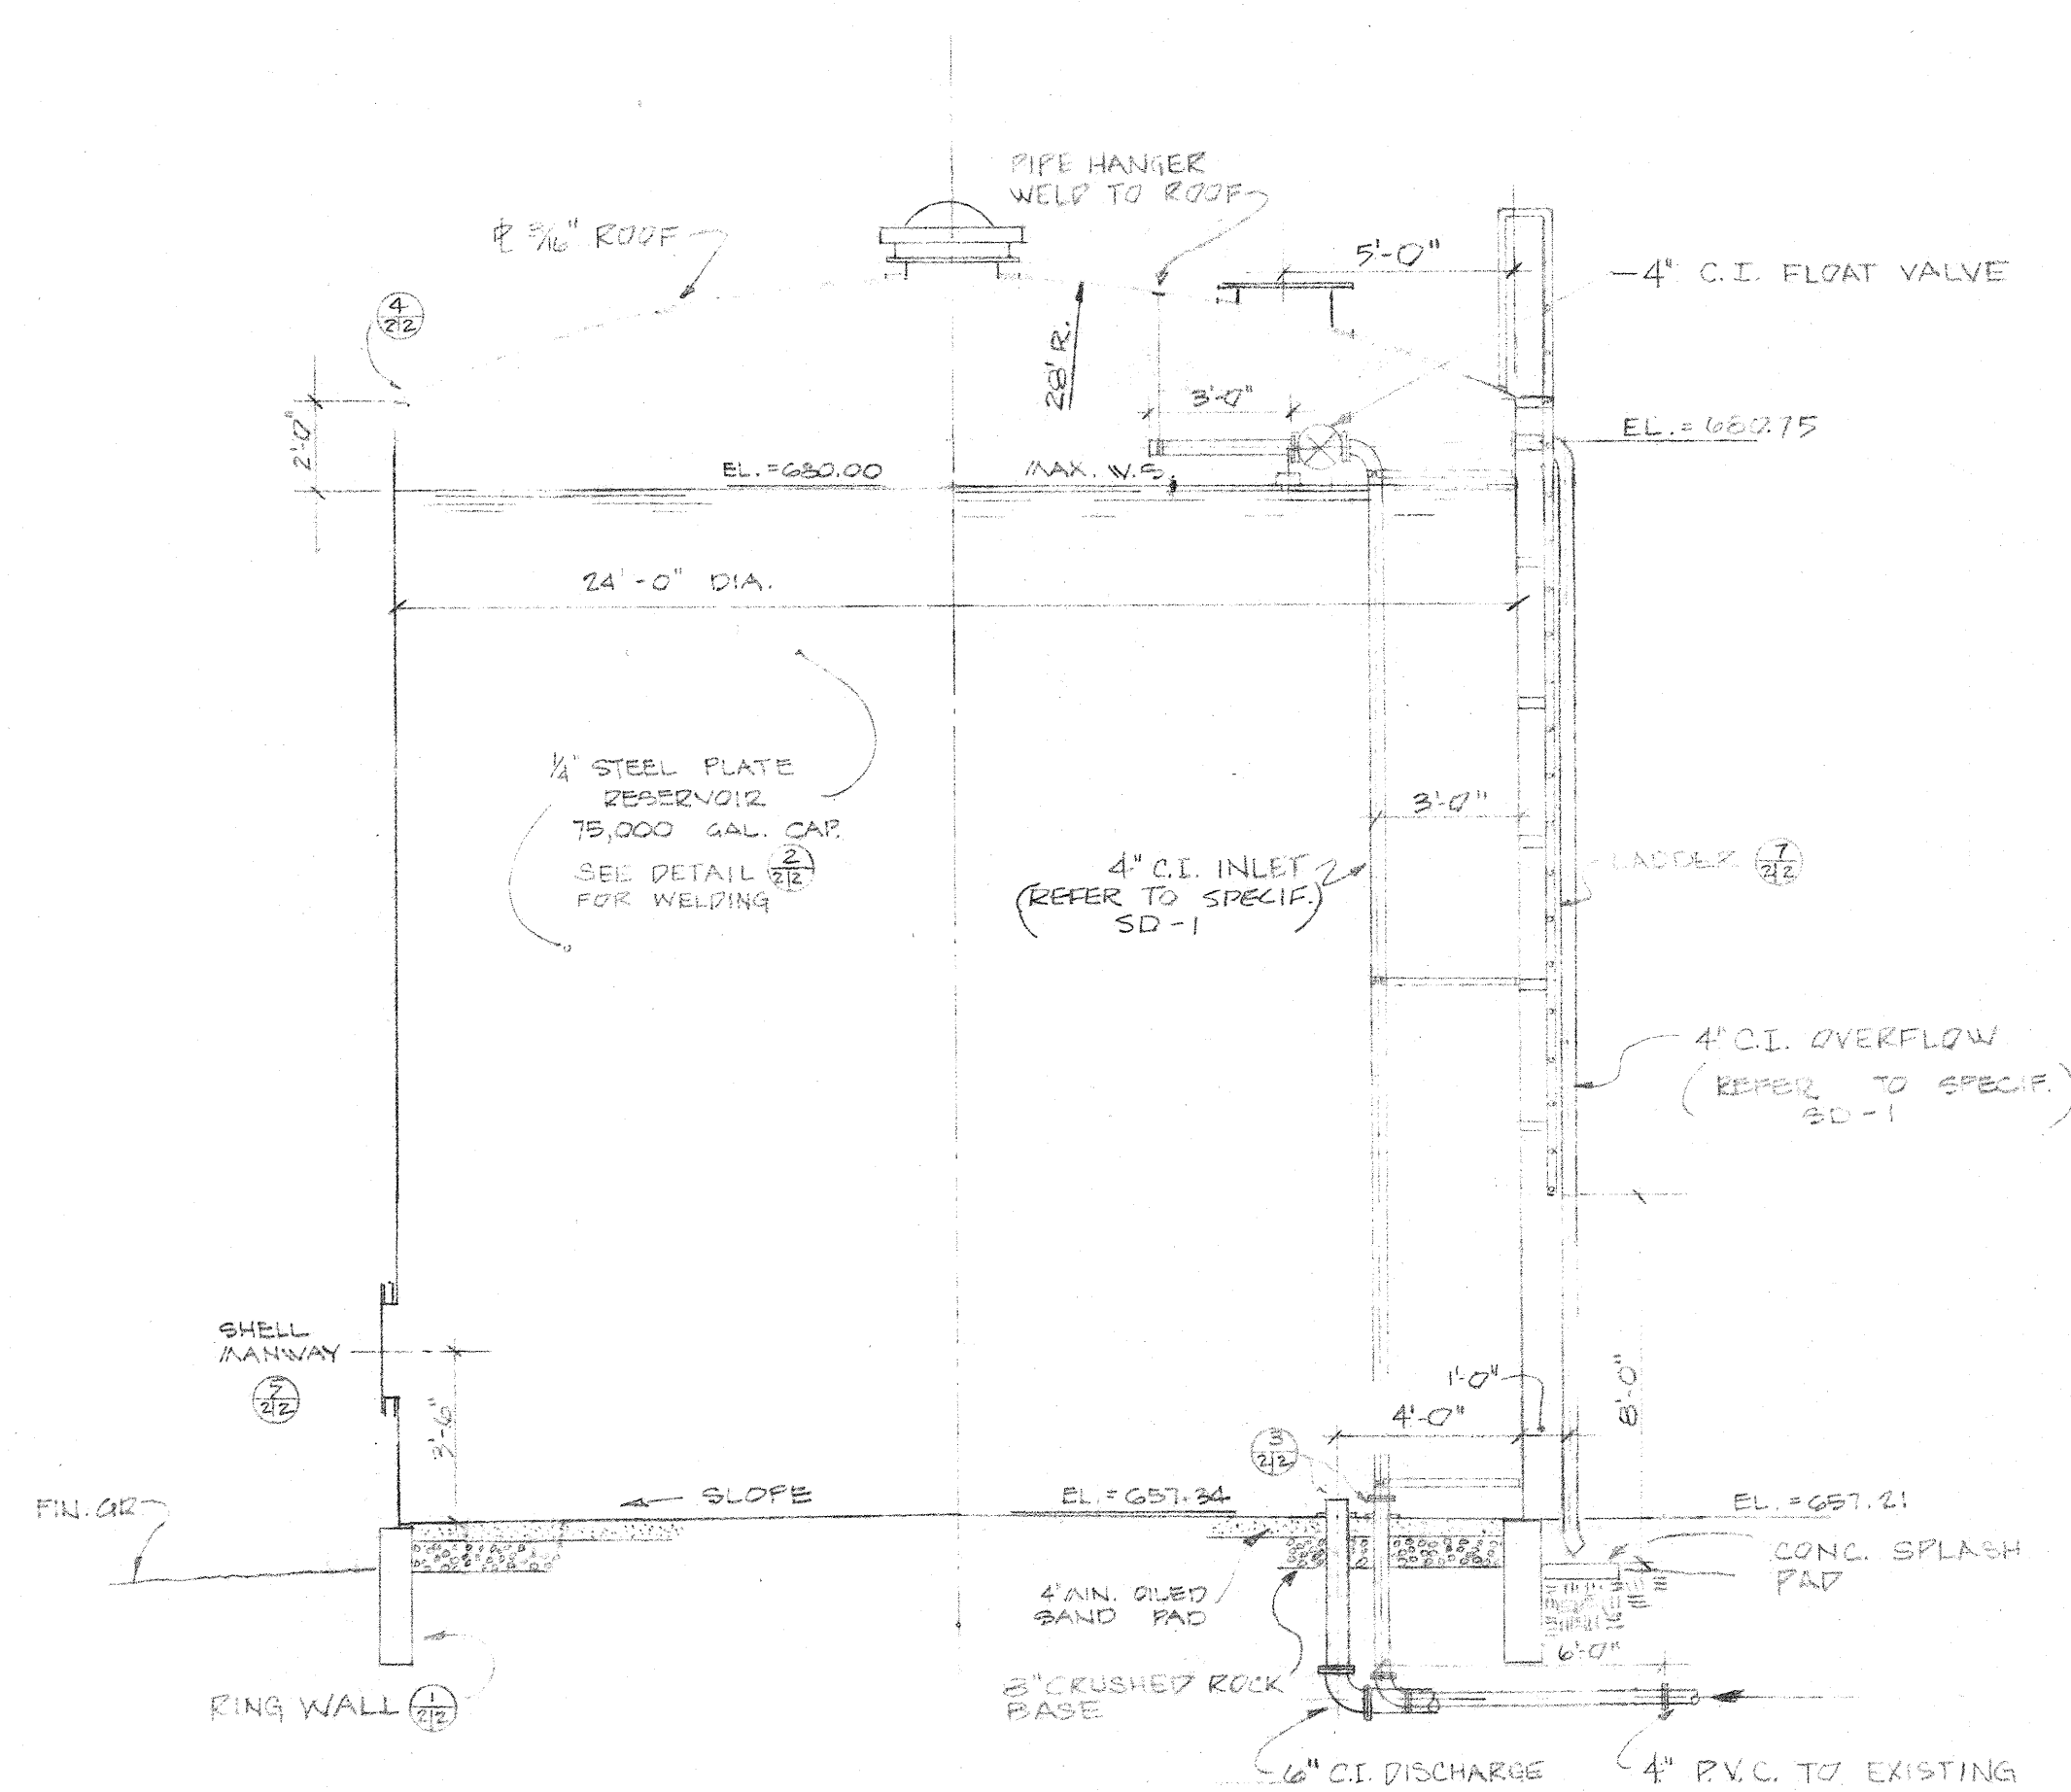 PIPE HANGER
WELD TO ROOF
℄ 3/16" ROOF
5'-0"
4" C.I. FLOAT VALVE
4
2|2
28' R.
2'-0"
3'-0"
EL. = 680.75
EL. = 680.00
MAX. W.S.
24'-0" DIA.
1/4" STEEL PLATE
RESERVOIR
75,000 GAL. CAP.
SEE DETAIL 2
2|2
FOR WELDING
3'-0"
4" C.I. INLET
(REFER TO SPECIF.)
SD-1
LADDER 7
2|2
4" C.I. OVERFLOW
(REFER TO SPECIF.)
SD-1
SHELL
MANWAY
2|2
3'-6"
1'-0"
4'-0"
8'-0"
3
2|2
FIN. GR
SLOPE
EL. = 657.34
EL. = 657.21
CONC. SPLASH
PAD
4" MIN. OILED
SAND PAD
6'-0"
8" CRUSHED ROCK
BASE
RING WALL 1
2|2
6" C.I. DISCHARGE
4" P.V.C. TO EXISTING